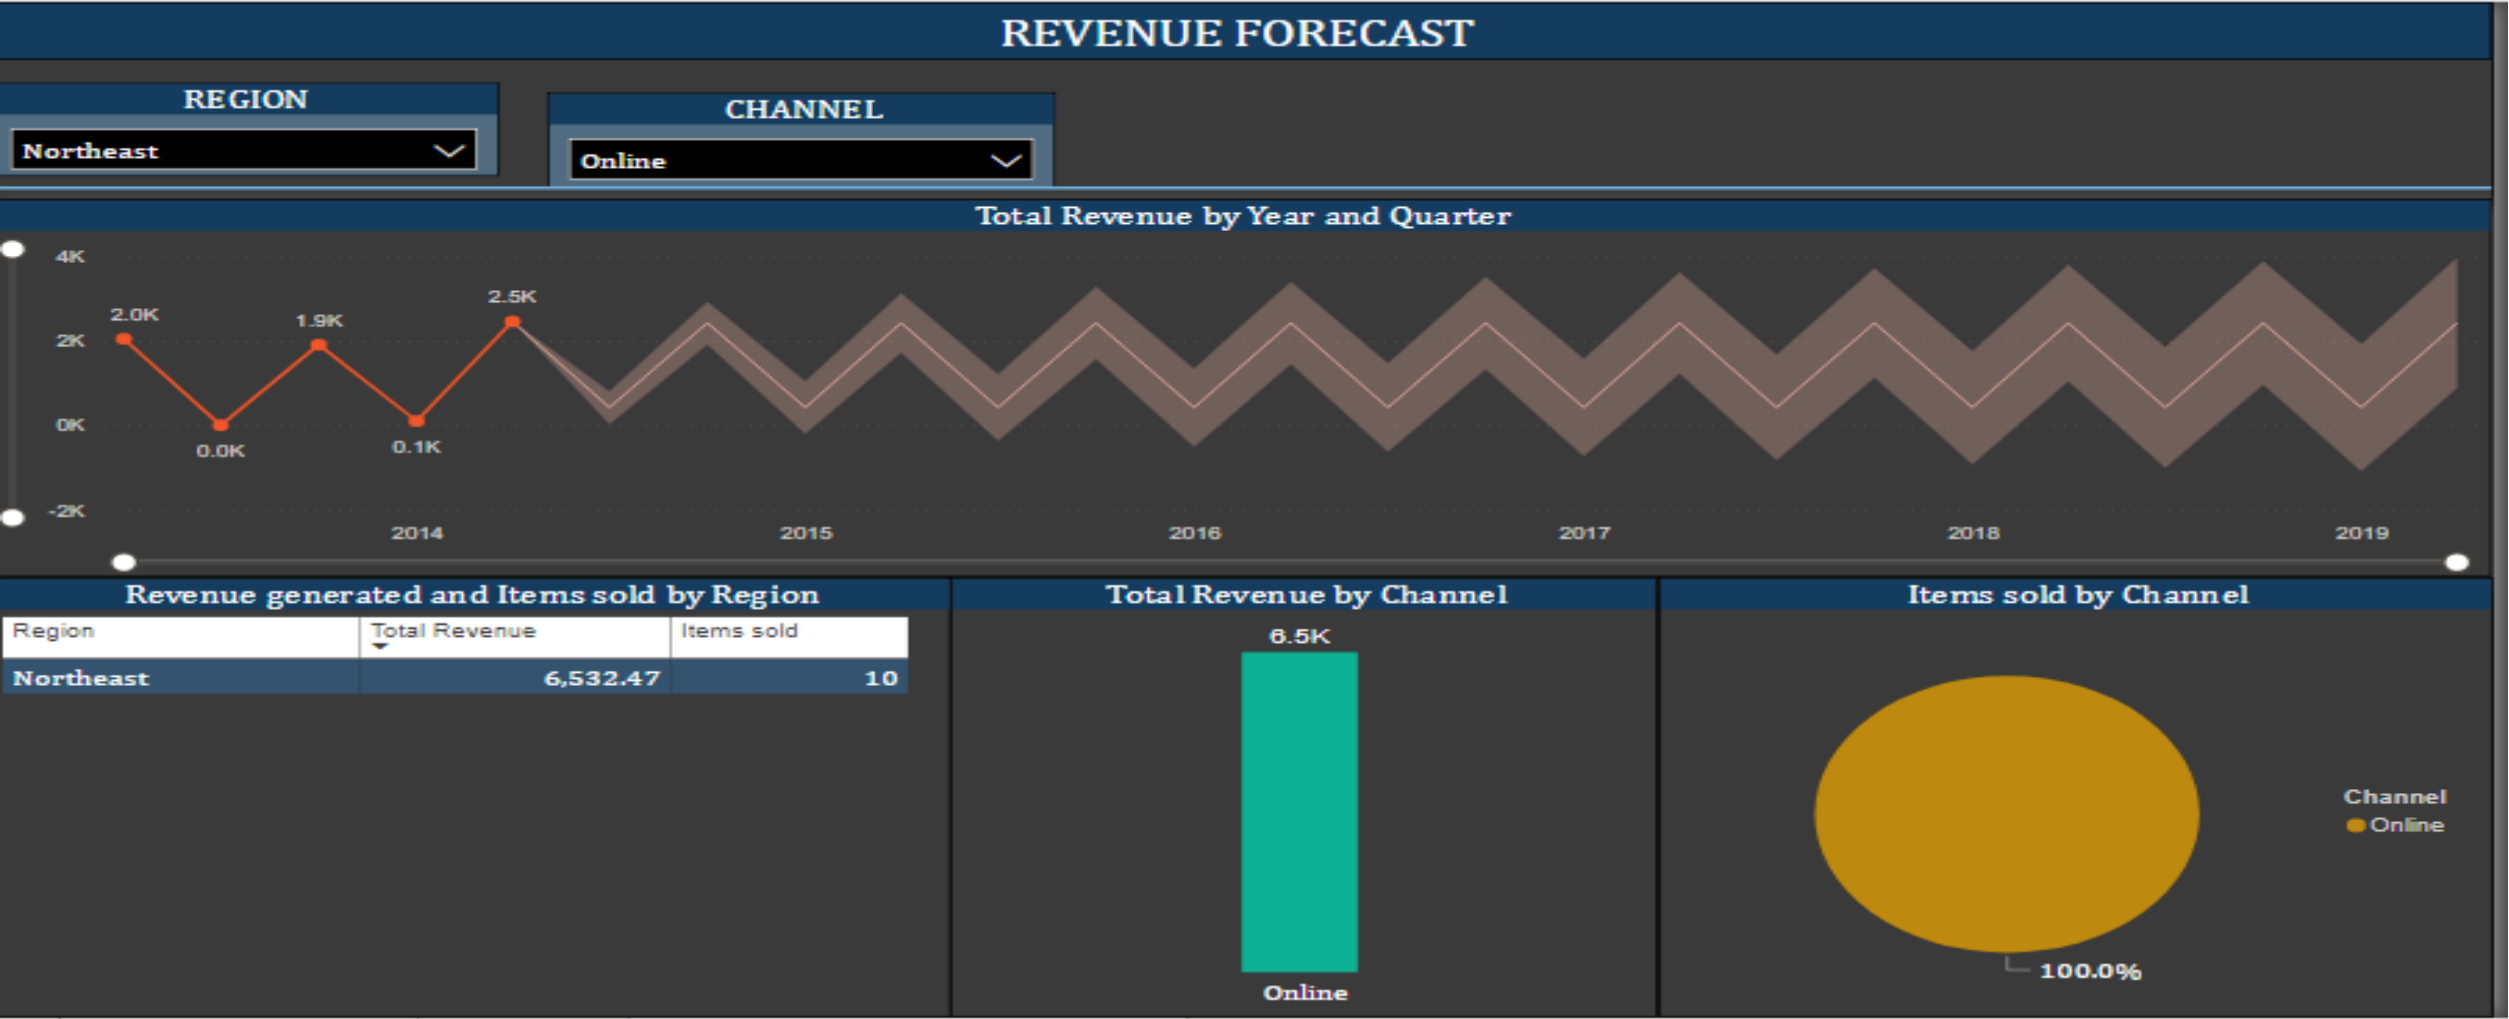 REVENUE FORECAST
REGION
Northeast
CHANNEL
Online
Total Revenue by Year and Quarter
4K
2K
0K
-2K
2.0K
0.0K
1.9K
0.1K
2.5K
2014 2015 2016 2017 2018 2019
Revenue generated and Items sold by Region
Region Total Revenue Items sold
Northeast 6,532.47 10
Total Revenue by Channel
6.5K
Online
Items sold by Channel
Channel
Online
100.0%